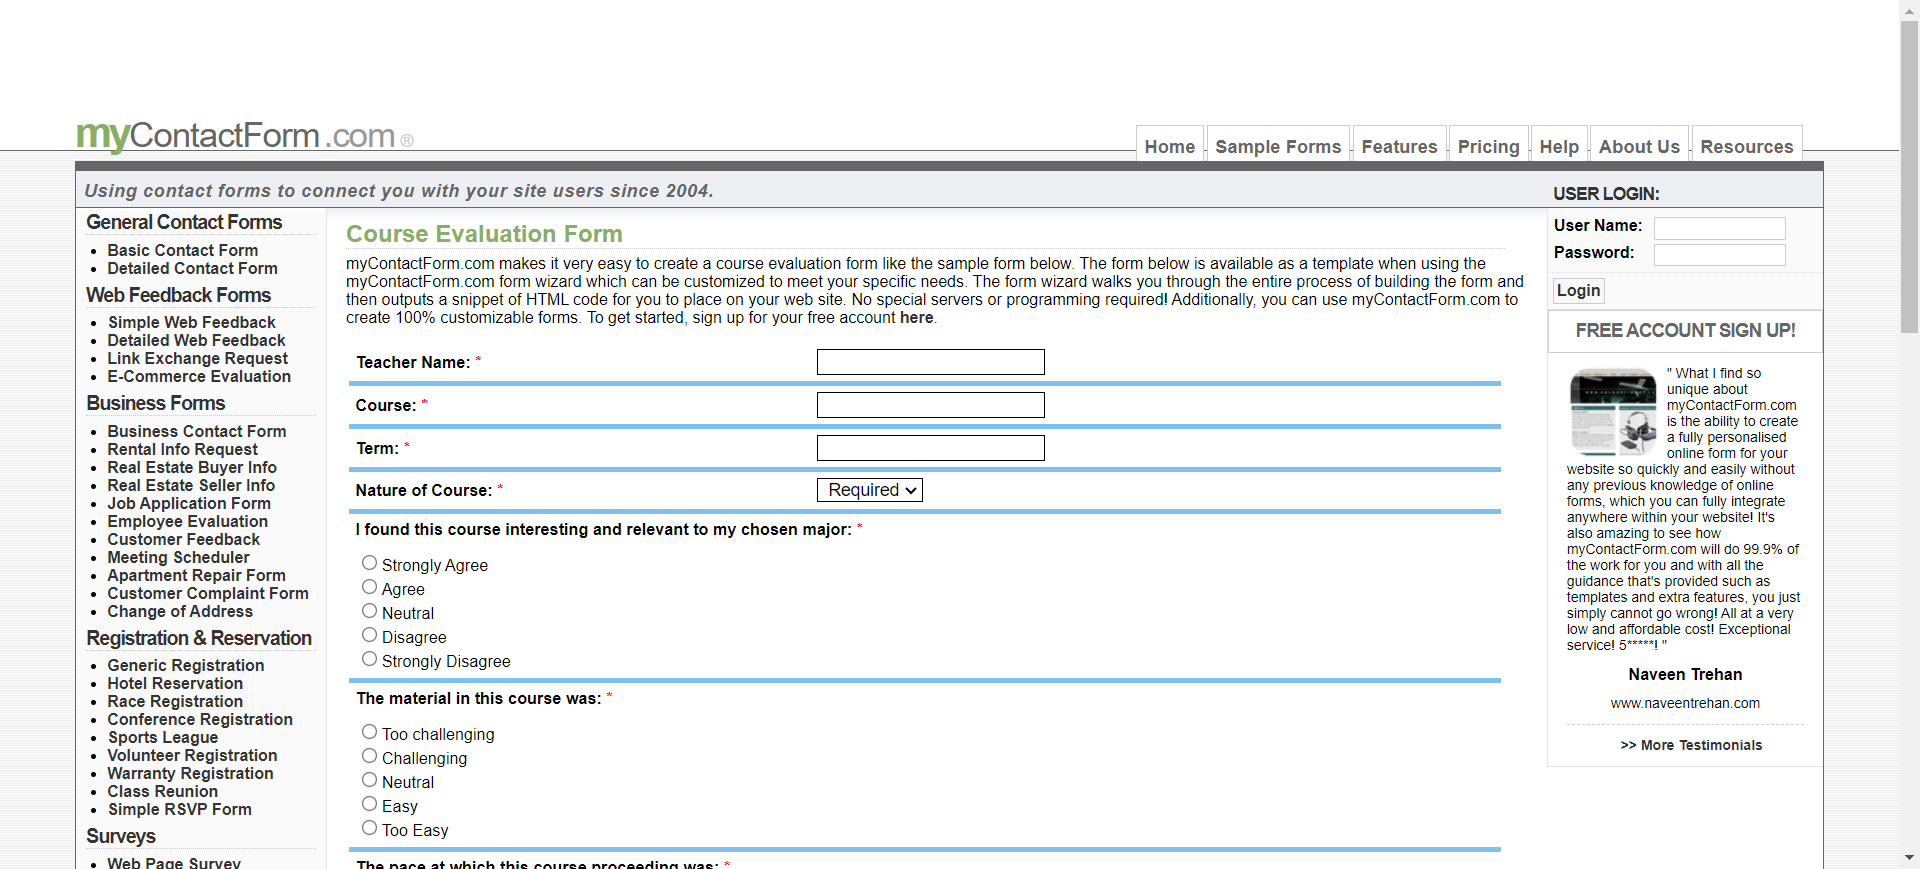 myContactForm.com®
Home
Sample Forms
Features
Pricing
Help
About Us
Resources
Using contact forms to connect you with your site users since 2004.
USER LOGIN:
General Contact Forms
Basic Contact Form
Detailed Contact Form
Web Feedback Forms
Simple Web Feedback
Detailed Web Feedback
Link Exchange Request
E-Commerce Evaluation
Business Forms
Business Contact Form
Rental Info Request
Real Estate Buyer Info
Real Estate Seller Info
Job Application Form
Employee Evaluation
Customer Feedback
Meeting Scheduler
Apartment Repair Form
Customer Complaint Form
Change of Address
Registration & Reservation
Generic Registration
Hotel Reservation
Race Registration
Conference Registration
Sports League
Volunteer Registration
Warranty Registration
Class Reunion
Simple RSVP Form
Surveys
Web Page Survey
Course Evaluation Form
myContactForm.com makes it very easy to create a course evaluation form like the sample form below. The form below is available as a template when using the
myContactForm.com form wizard which can be customized to meet your specific needs. The form wizard walks you through the entire process of building the form and
then outputs a snippet of HTML code for you to place on your web site. No special servers or programming required! Additionally, you can use myContactForm.com to
create 100% customizable forms. To get started, sign up for your free account here.
Teacher Name: *
Course: *
Term: *
Nature of Course: * Required
I found this course interesting and relevant to my chosen major: *
Strongly Agree
Agree
Neutral
Disagree
Strongly Disagree
The material in this course was: *
Too challenging
Challenging
Neutral
Easy
Too Easy
The pace at which this course proceeding was: *
User Name:
Password:
Login
FREE ACCOUNT SIGN UP!
" What I find so
unique about
myContactForm.com
is the ability to create
a fully personalised
online form for your
website so quickly and easily without
any previous knowledge of online
forms, which you can fully integrate
anywhere within your website! It's
also amazing to see how
myContactForm.com will do 99.9% of
the work for you and with all the
guidance that's provided such as
templates and extra features, you just
simply cannot go wrong! All at a very
low and affordable cost! Exceptional
service! 5*****! "
Naveen Trehan
www.naveentrehan.com
>> More Testimonials